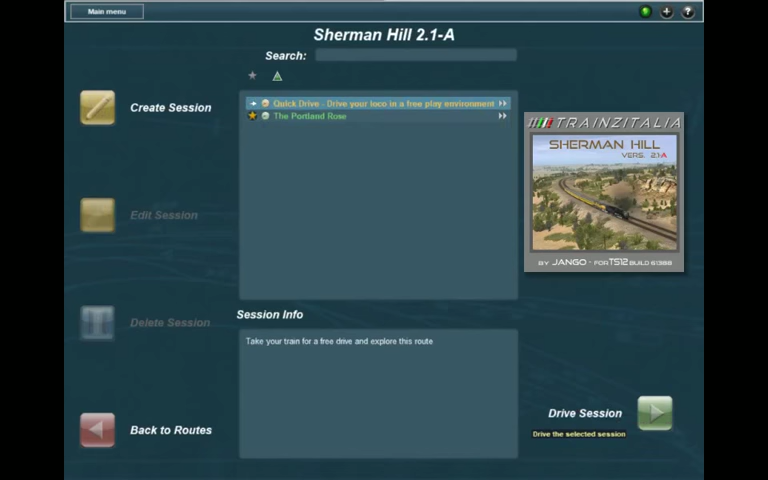 Main menu
Sherman Hill 2.1-A
Search:
Create Session
Edit Session
Delete Session
Back to Routes
Quick Drive - Drive your loco in a free play environment
The Portland Rose
Session Info
Take your train for a free drive and explore this route
TRAINZITALIA
SHERMAN HILL
VERS. 2.1-A
BY JANGO - FOR TS12 BUILD 61388
Drive Session
Drive the selected session